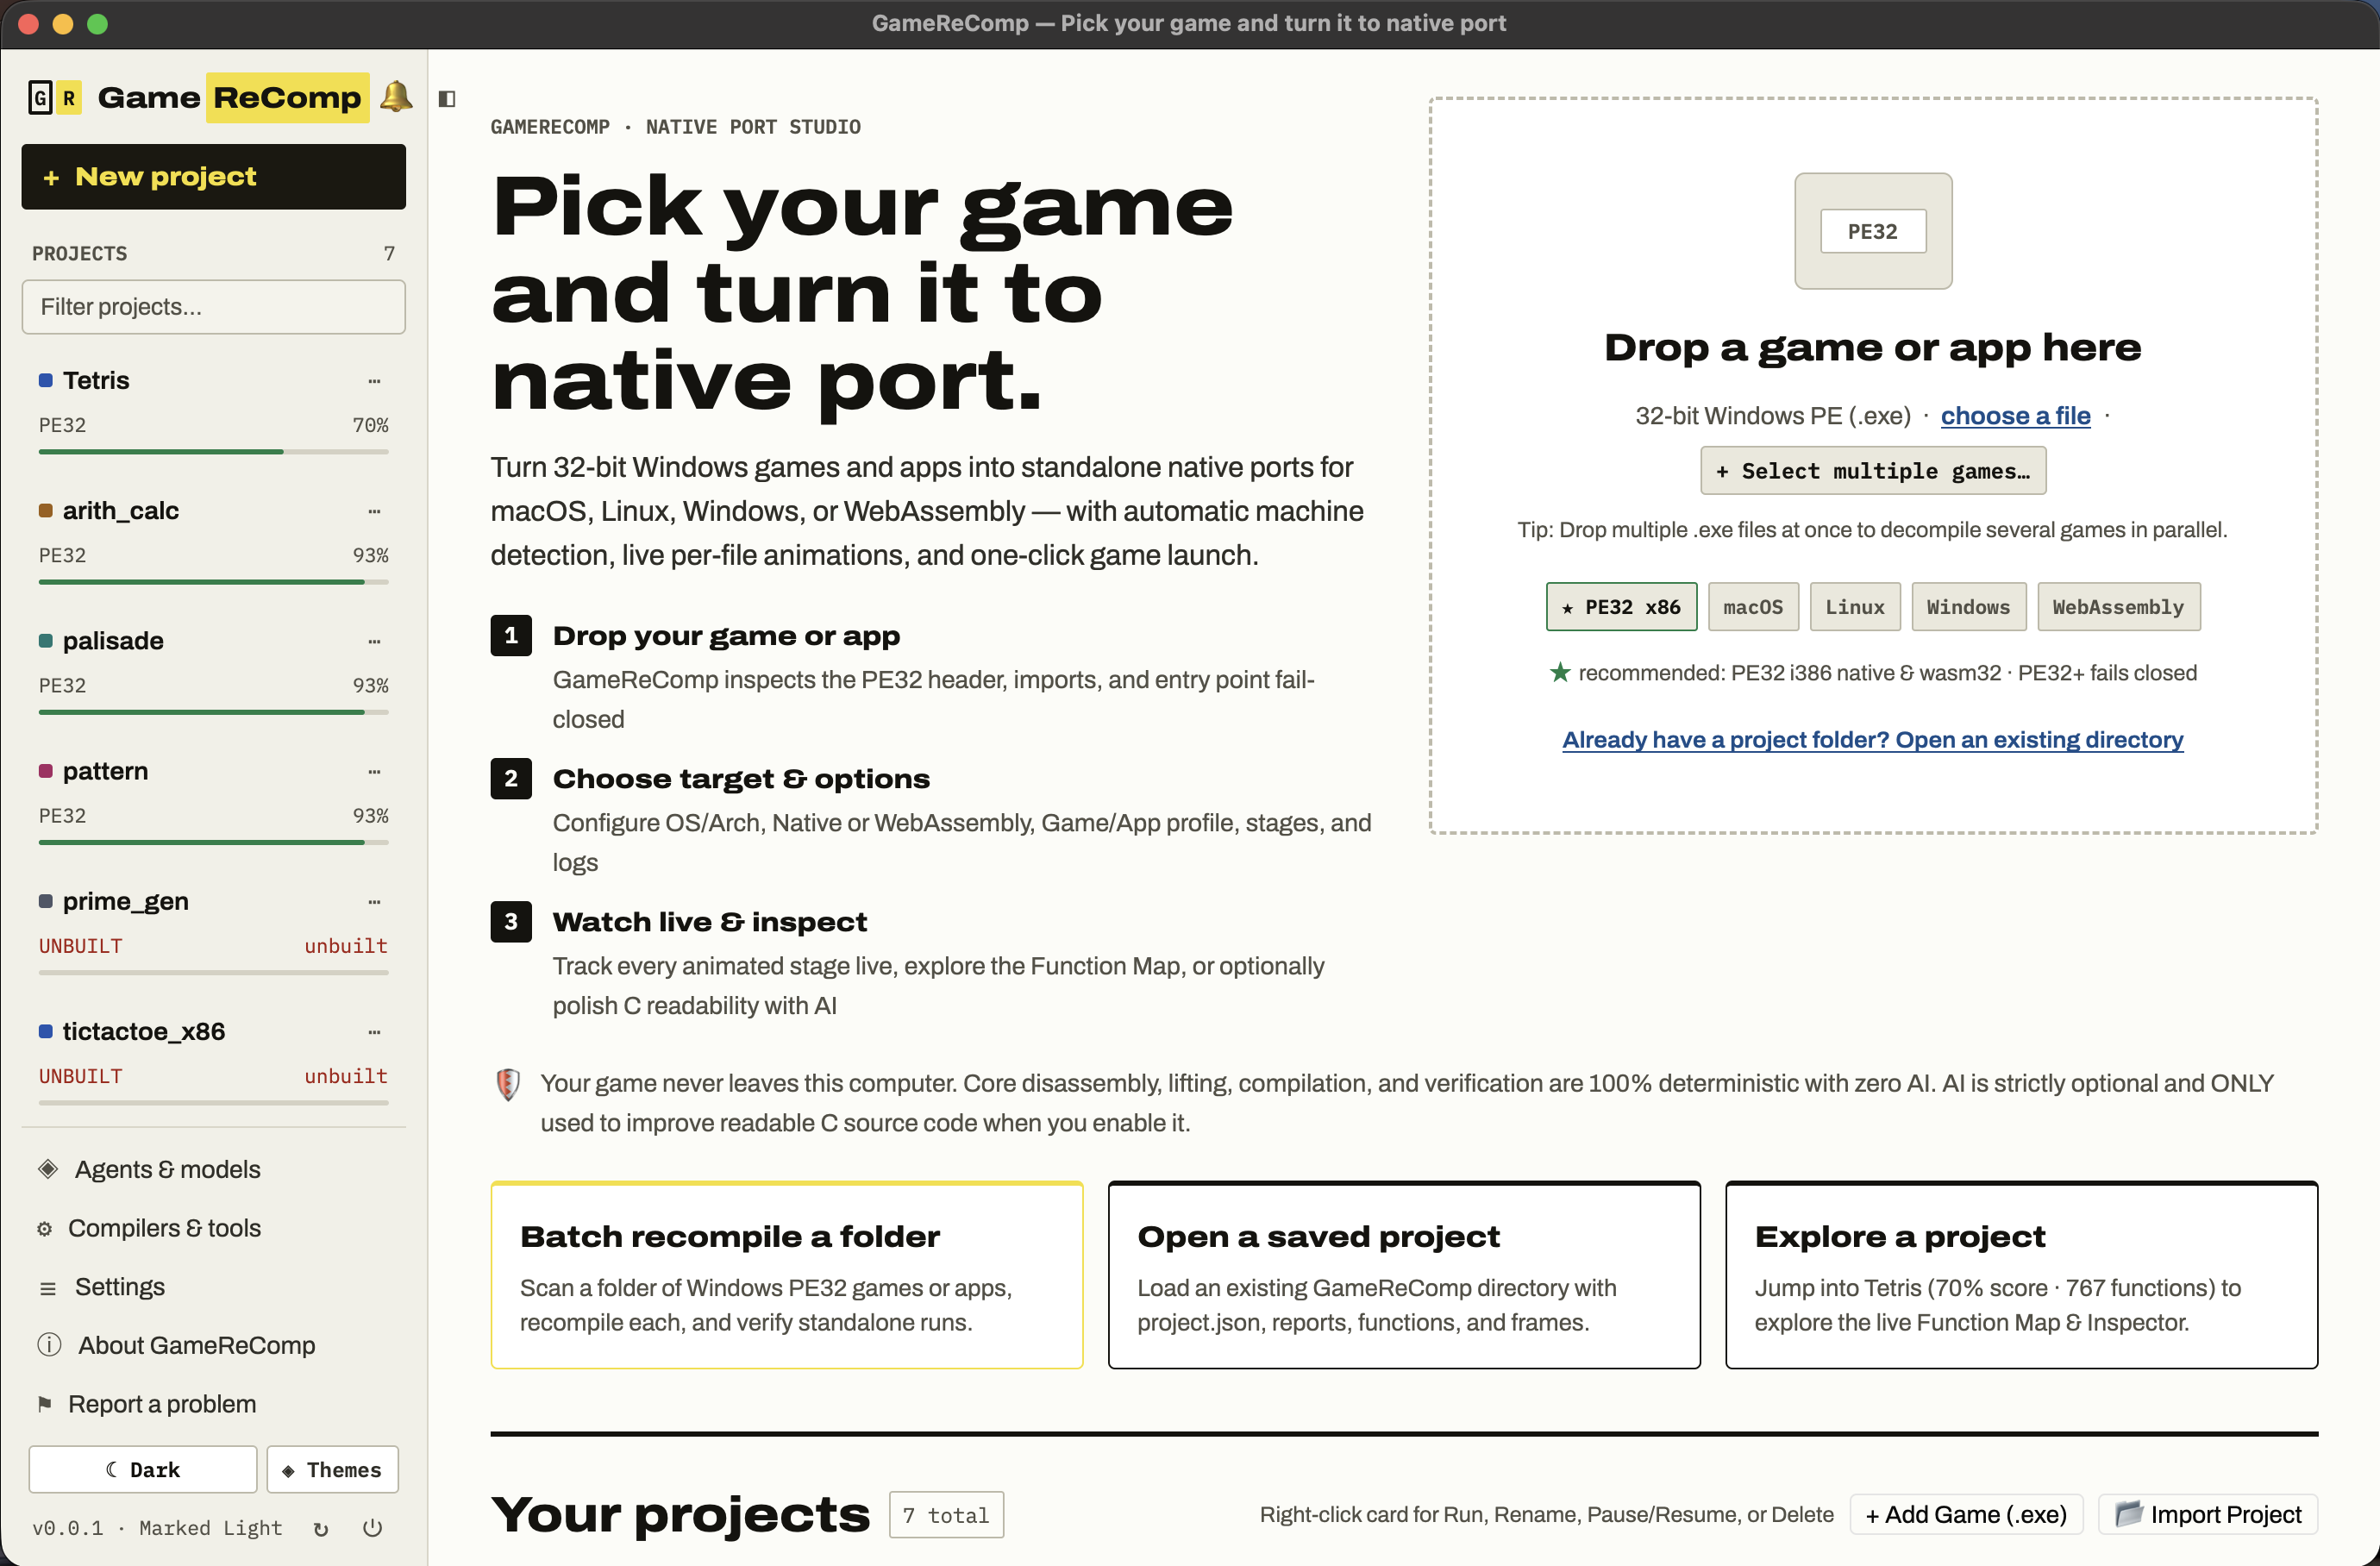 GameReComp — Pick your game and turn it to native port
G R Game ReComp
+ New project
PROJECTS 7
Filter projects...
Tetris ⋯
PE32 70%
arith_calc ⋯
PE32 93%
palisade ⋯
PE32 93%
pattern ⋯
PE32 93%
prime_gen ⋯
UNBUILT unbuilt
tictactoe_x86 ⋯
UNBUILT unbuilt
Agents & models
Compilers & tools
Settings
About GameReComp
Report a problem
Dark
Themes
v0.0.1 · Marked Light
GAMERECOMP · NATIVE PORT STUDIO
Pick your game
and turn it to
native port.
Turn 32-bit Windows games and apps into standalone native ports for
macOS, Linux, Windows, or WebAssembly — with automatic machine
detection, live per-file animations, and one-click game launch.
1 Drop your game or app
GameReComp inspects the PE32 header, imports, and entry point fail-
closed
2 Choose target & options
Configure OS/Arch, Native or WebAssembly, Game/App profile, stages, and
logs
3 Watch live & inspect
Track every animated stage live, explore the Function Map, or optionally
polish C readability with AI
PE32
Drop a game or app here
32-bit Windows PE (.exe) · choose a file ·
+ Select multiple games…
Tip: Drop multiple .exe files at once to decompile several games in parallel.
★ PE32 x86 macOS Linux Windows WebAssembly
★ recommended: PE32 i386 native & wasm32 · PE32+ fails closed
Already have a project folder? Open an existing directory
Your game never leaves this computer. Core disassembly, lifting, compilation, and verification are 100% deterministic with zero AI. AI is strictly optional and ONLY
used to improve readable C source code when you enable it.
Batch recompile a folder
Scan a folder of Windows PE32 games or apps,
recompile each, and verify standalone runs.
Open a saved project
Load an existing GameReComp directory with
project.json, reports, functions, and frames.
Explore a project
Jump into Tetris (70% score · 767 functions) to
explore the live Function Map & Inspector.
Your projects 7 total
Right-click card for Run, Rename, Pause/Resume, or Delete
+ Add Game (.exe)
Import Project